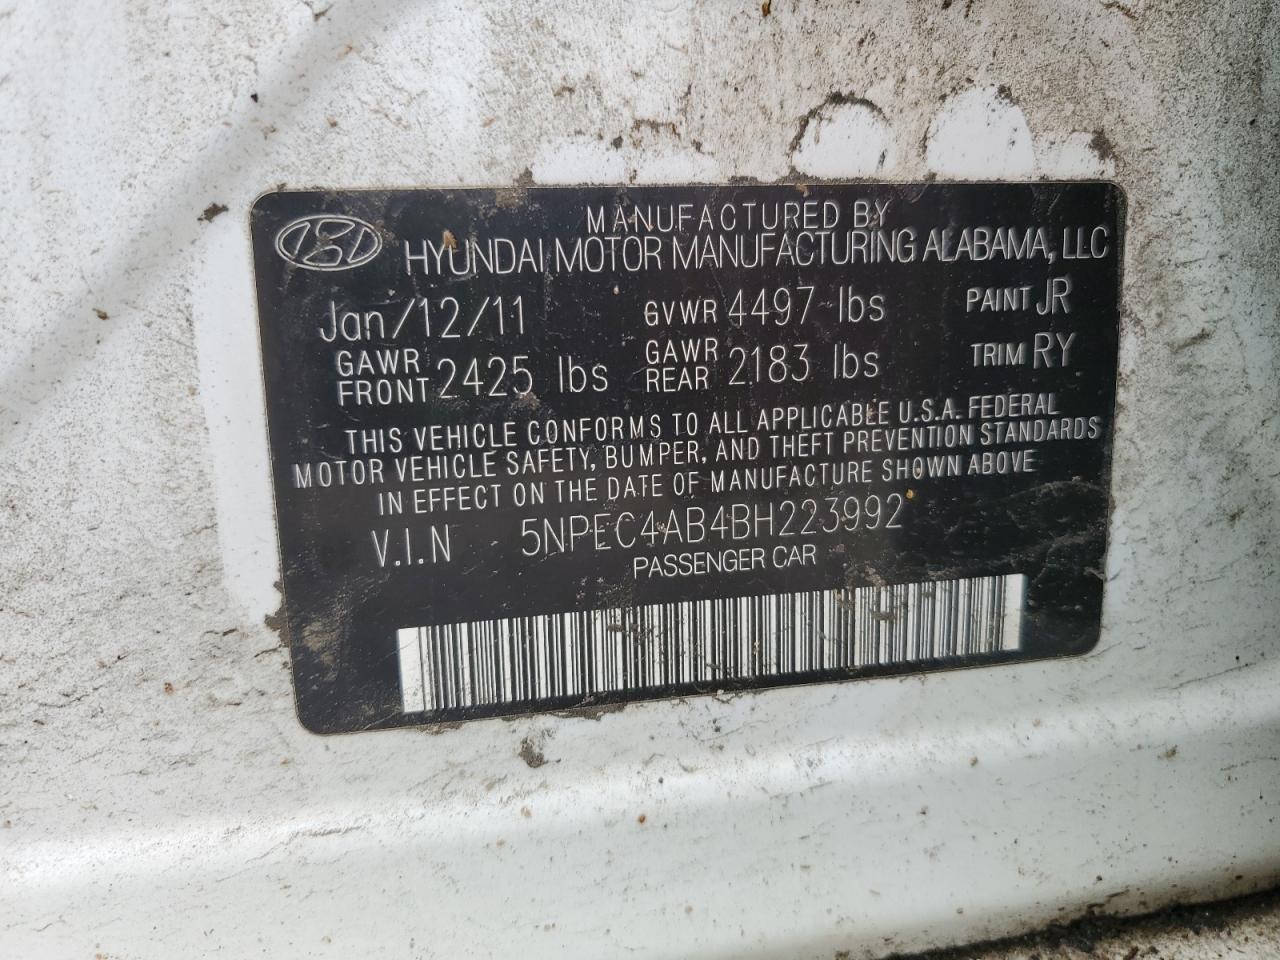 MANUFACTURED BY
HYUNDAI MOTOR MANUFACTURING ALABAMA, LLC
Jan/12/11 GVWR 4497 lbs PAINT JR
GAWR FRONT 2425 lbs GAWR REAR 2183 lbs TRIM RY
THIS VEHICLE CONFORMS TO ALL APPLICABLE U.S.A. FEDERAL
MOTOR VEHICLE SAFETY, BUMPER, AND THEFT PREVENTION STANDARDS
IN EFFECT ON THE DATE OF MANUFACTURE SHOWN ABOVE
V.I.N 5NPEC4AB4BH223992
PASSENGER CAR